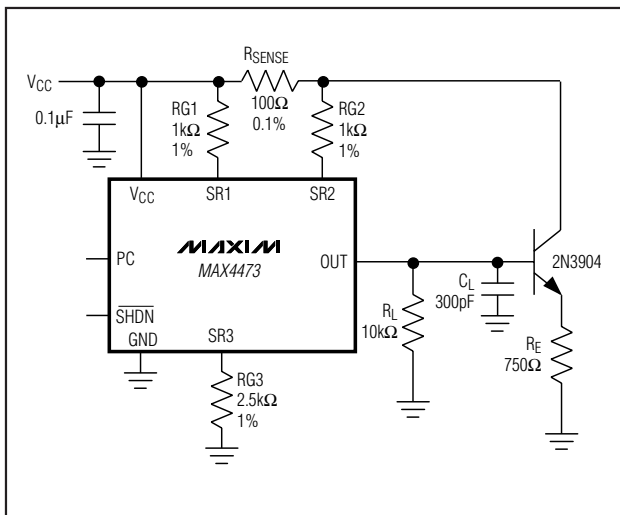 RSENSE
VCC
100Ω
0.1%
RG1
1kΩ
1%
RG2
1kΩ
1%
0.1µF
VCC
SR1
SR2
MAXIM
MAX4473
PC
OUT
2N3904
SHDN
GND
SR3
RL
10kΩ
CL
300pF
RE
750Ω
RG3
2.5kΩ
1%